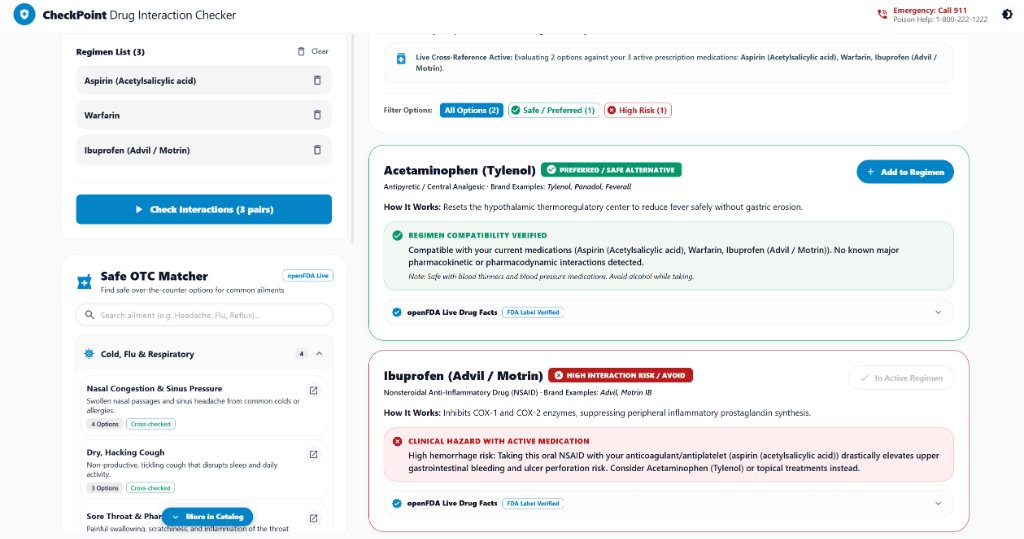 CheckPoint Drug Interaction Checker
Emergency: Call 911
Poison Help: 1-800-222-1222
Regimen List (3)
Clear
Aspirin (Acetylsalicylic acid)
Warfarin
Ibuprofen (Advil / Motrin)
Check Interactions (3 pairs)
Safe OTC Matcher
openFDA Live
Find safe over-the-counter options for common ailments
Search ailment (e.g. Headache, Flu, Reflux)...
Cold, Flu & Respiratory
4
Nasal Congestion & Sinus Pressure
Swollen nasal passages and sinus headache from common colds or
allergies.
4 Options
Cross-checked
Dry, Hacking Cough
Non-productive, tickling cough that disrupts sleep and daily
activity.
3 Options
Cross-checked
Sore Throat & Phar
More in Catalog
Painful swallowing, scratchiness, and inflammation of the throat.
Live Cross-Reference Active: Evaluating 2 options against your 3 active prescription medications: Aspirin (Acetylsalicylic acid), Warfarin, Ibuprofen (Advil /
Motrin).
Filter Options:
All Options (2)
Safe / Preferred (1)
High Risk (1)
Acetaminophen (Tylenol)
PREFERRED / SAFE ALTERNATIVE
Add to Regimen
Antipyretic / Central Analgesic · Brand Examples: Tylenol, Panadol, Feverall
How It Works: Resets the hypothalamic thermoregulatory center to reduce fever safely without gastric erosion.
REGIMEN COMPATIBILITY VERIFIED
Compatible with your current medications (Aspirin (Acetylsalicylic acid), Warfarin, Ibuprofen (Advil / Motrin)). No known major
pharmacokinetic or pharmacodynamic interactions detected.
Note: Safe with blood thinners and blood pressure medications. Avoid alcohol while taking.
openFDA Live Drug Facts
FDA Label Verified
Ibuprofen (Advil / Motrin)
HIGH INTERACTION RISK / AVOID
In Active Regimen
Nonsteroidal Anti-Inflammatory Drug (NSAID) · Brand Examples: Advil, Motrin IB
How It Works: Inhibits COX-1 and COX-2 enzymes, suppressing peripheral inflammatory prostaglandin synthesis.
CLINICAL HAZARD WITH ACTIVE MEDICATION
High hemorrhage risk: Taking this oral NSAID with your anticoagulant/antiplatelet (aspirin (acetylsalicylic acid)) drastically elevates upper
gastrointestinal bleeding and ulcer perforation risk. Consider Acetaminophen (Tylenol) or topical treatments instead.
openFDA Live Drug Facts
FDA Label Verified